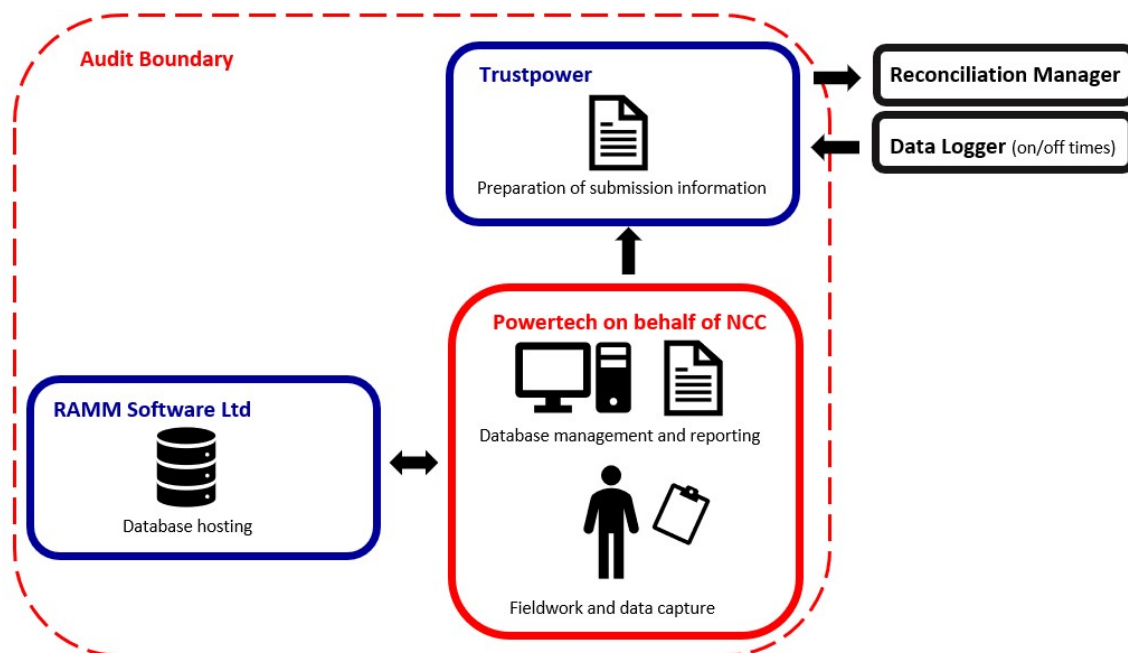 Audit Boundary
Trustpower
Preparation of submission information
Reconciliation Manager
Data Logger (on/off times)
Powertech on behalf of NCC
Database management and reporting
Fieldwork and data capture
RAMM Software Ltd
Database hosting